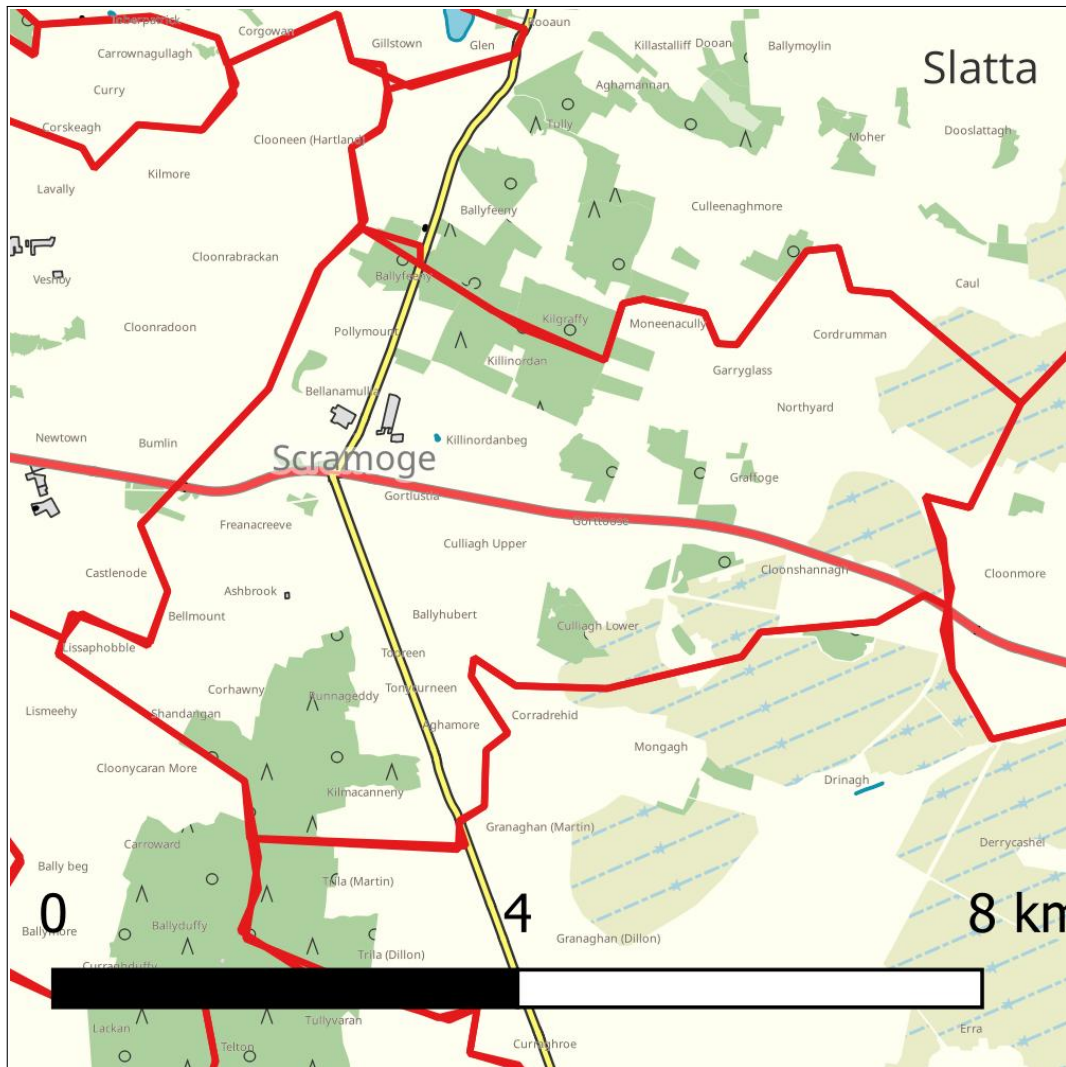 Toberpatrick
Rooaun
Corgowan
Gillstown
Glen
Killastalliff
Dooan
Ballymoylin
Carrownagullagh
Slatta
Curry
Aghamannan
Corskeagh
Clooneen (Hartland)
Tully
Moher
Dooslattagh
Kilmore
Lavally
Ballyfeeny
Culleenaghmore
Cloonrabrackan
Veshoy
Ballyfeeny
Caul
Cloonradoon
Pollymount
Kilgraffy
Moneenacully
Cordrumman
Killinordan
Garryglass
Bellanamullia
Northyard
Newtown
Bumlin
Killinordanbeg
Scramoge
Graffoge
Gortlustia
Freanacreeve
Gorttoose
Culliagh Upper
Castlenode
Cloonshannagh
Cloonmore
Ashbrook
Bellmount
Ballyhubert
Culliagh Lower
Lissaphobble
Toureen
Corhawny
Runnageddy
Tonyburneen
Lismeehy
Shandangan
Aghamore
Corradrehid
Mongagh
Cloonycaran More
Drinagh
Kilmacanneny
Granaghan (Martin)
Carroward
Derrycashel
Bally beg
Trila (Martin)
0
4
8 km
Ballymore
Ballyduffy
Granaghan (Dillon)
Trila (Dillon)
Curraghduffy
Lackan
Tullyvaran
Erra
Telton
Curraghroe